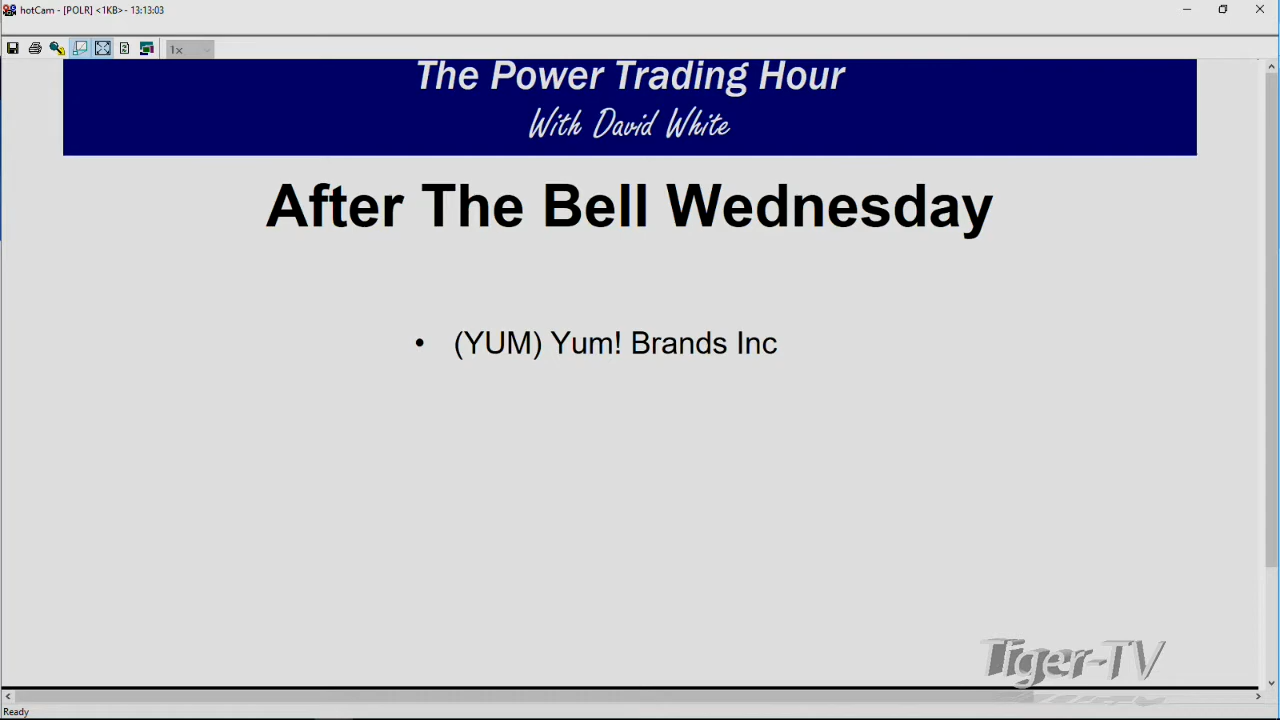 hotCam - [POLR] <1KB> - 13:13:03
1x
The Power Trading Hour
With David White
After The Bell Wednesday
• (YUM) Yum! Brands Inc
Tiger-TV
Ready